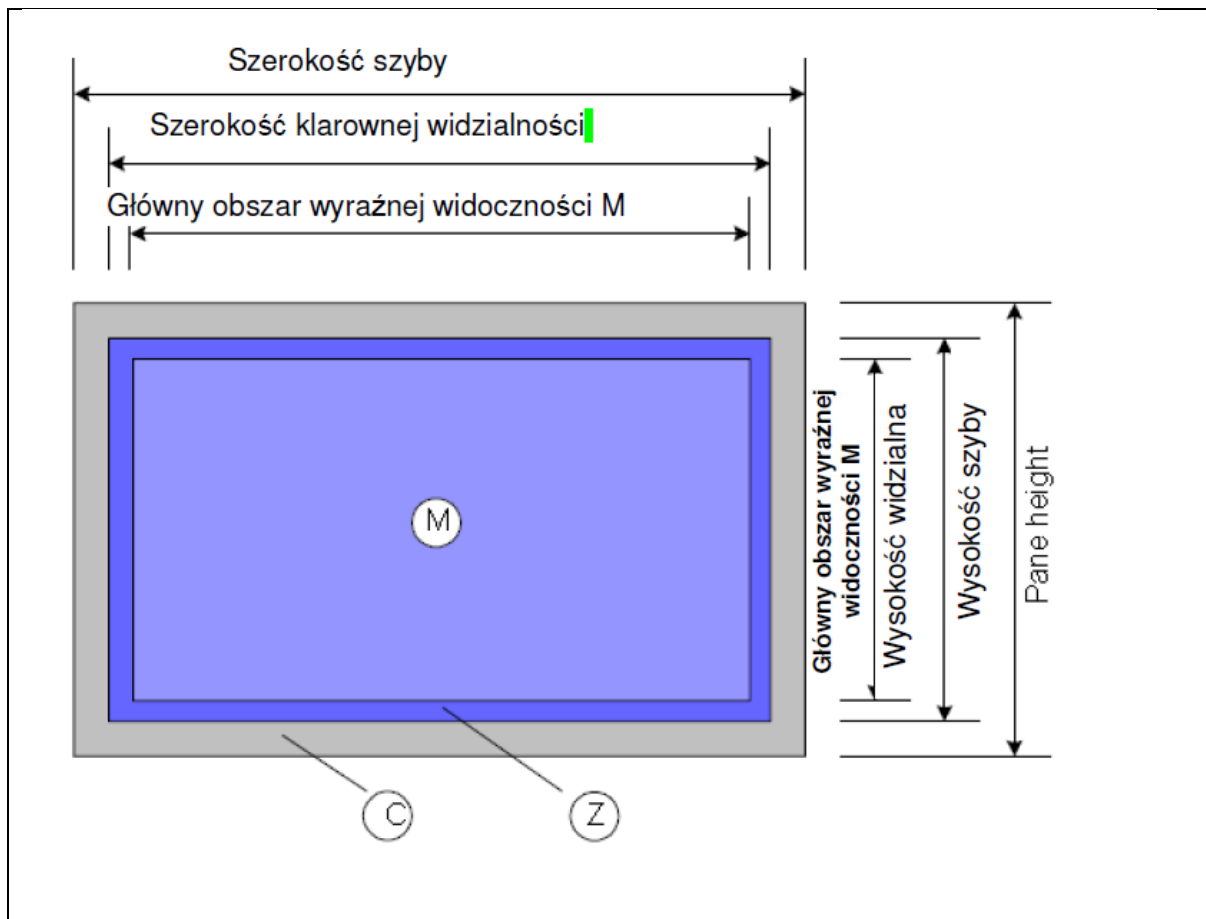 Szerokość szyby
Szerokość klarownej widzialności
Główny obszar wyraźnej widoczności M
Główny obszar wyraźnej
widoczności M
Wysokość widzialna
Wysokość szyby
Pane height
M
C
Z